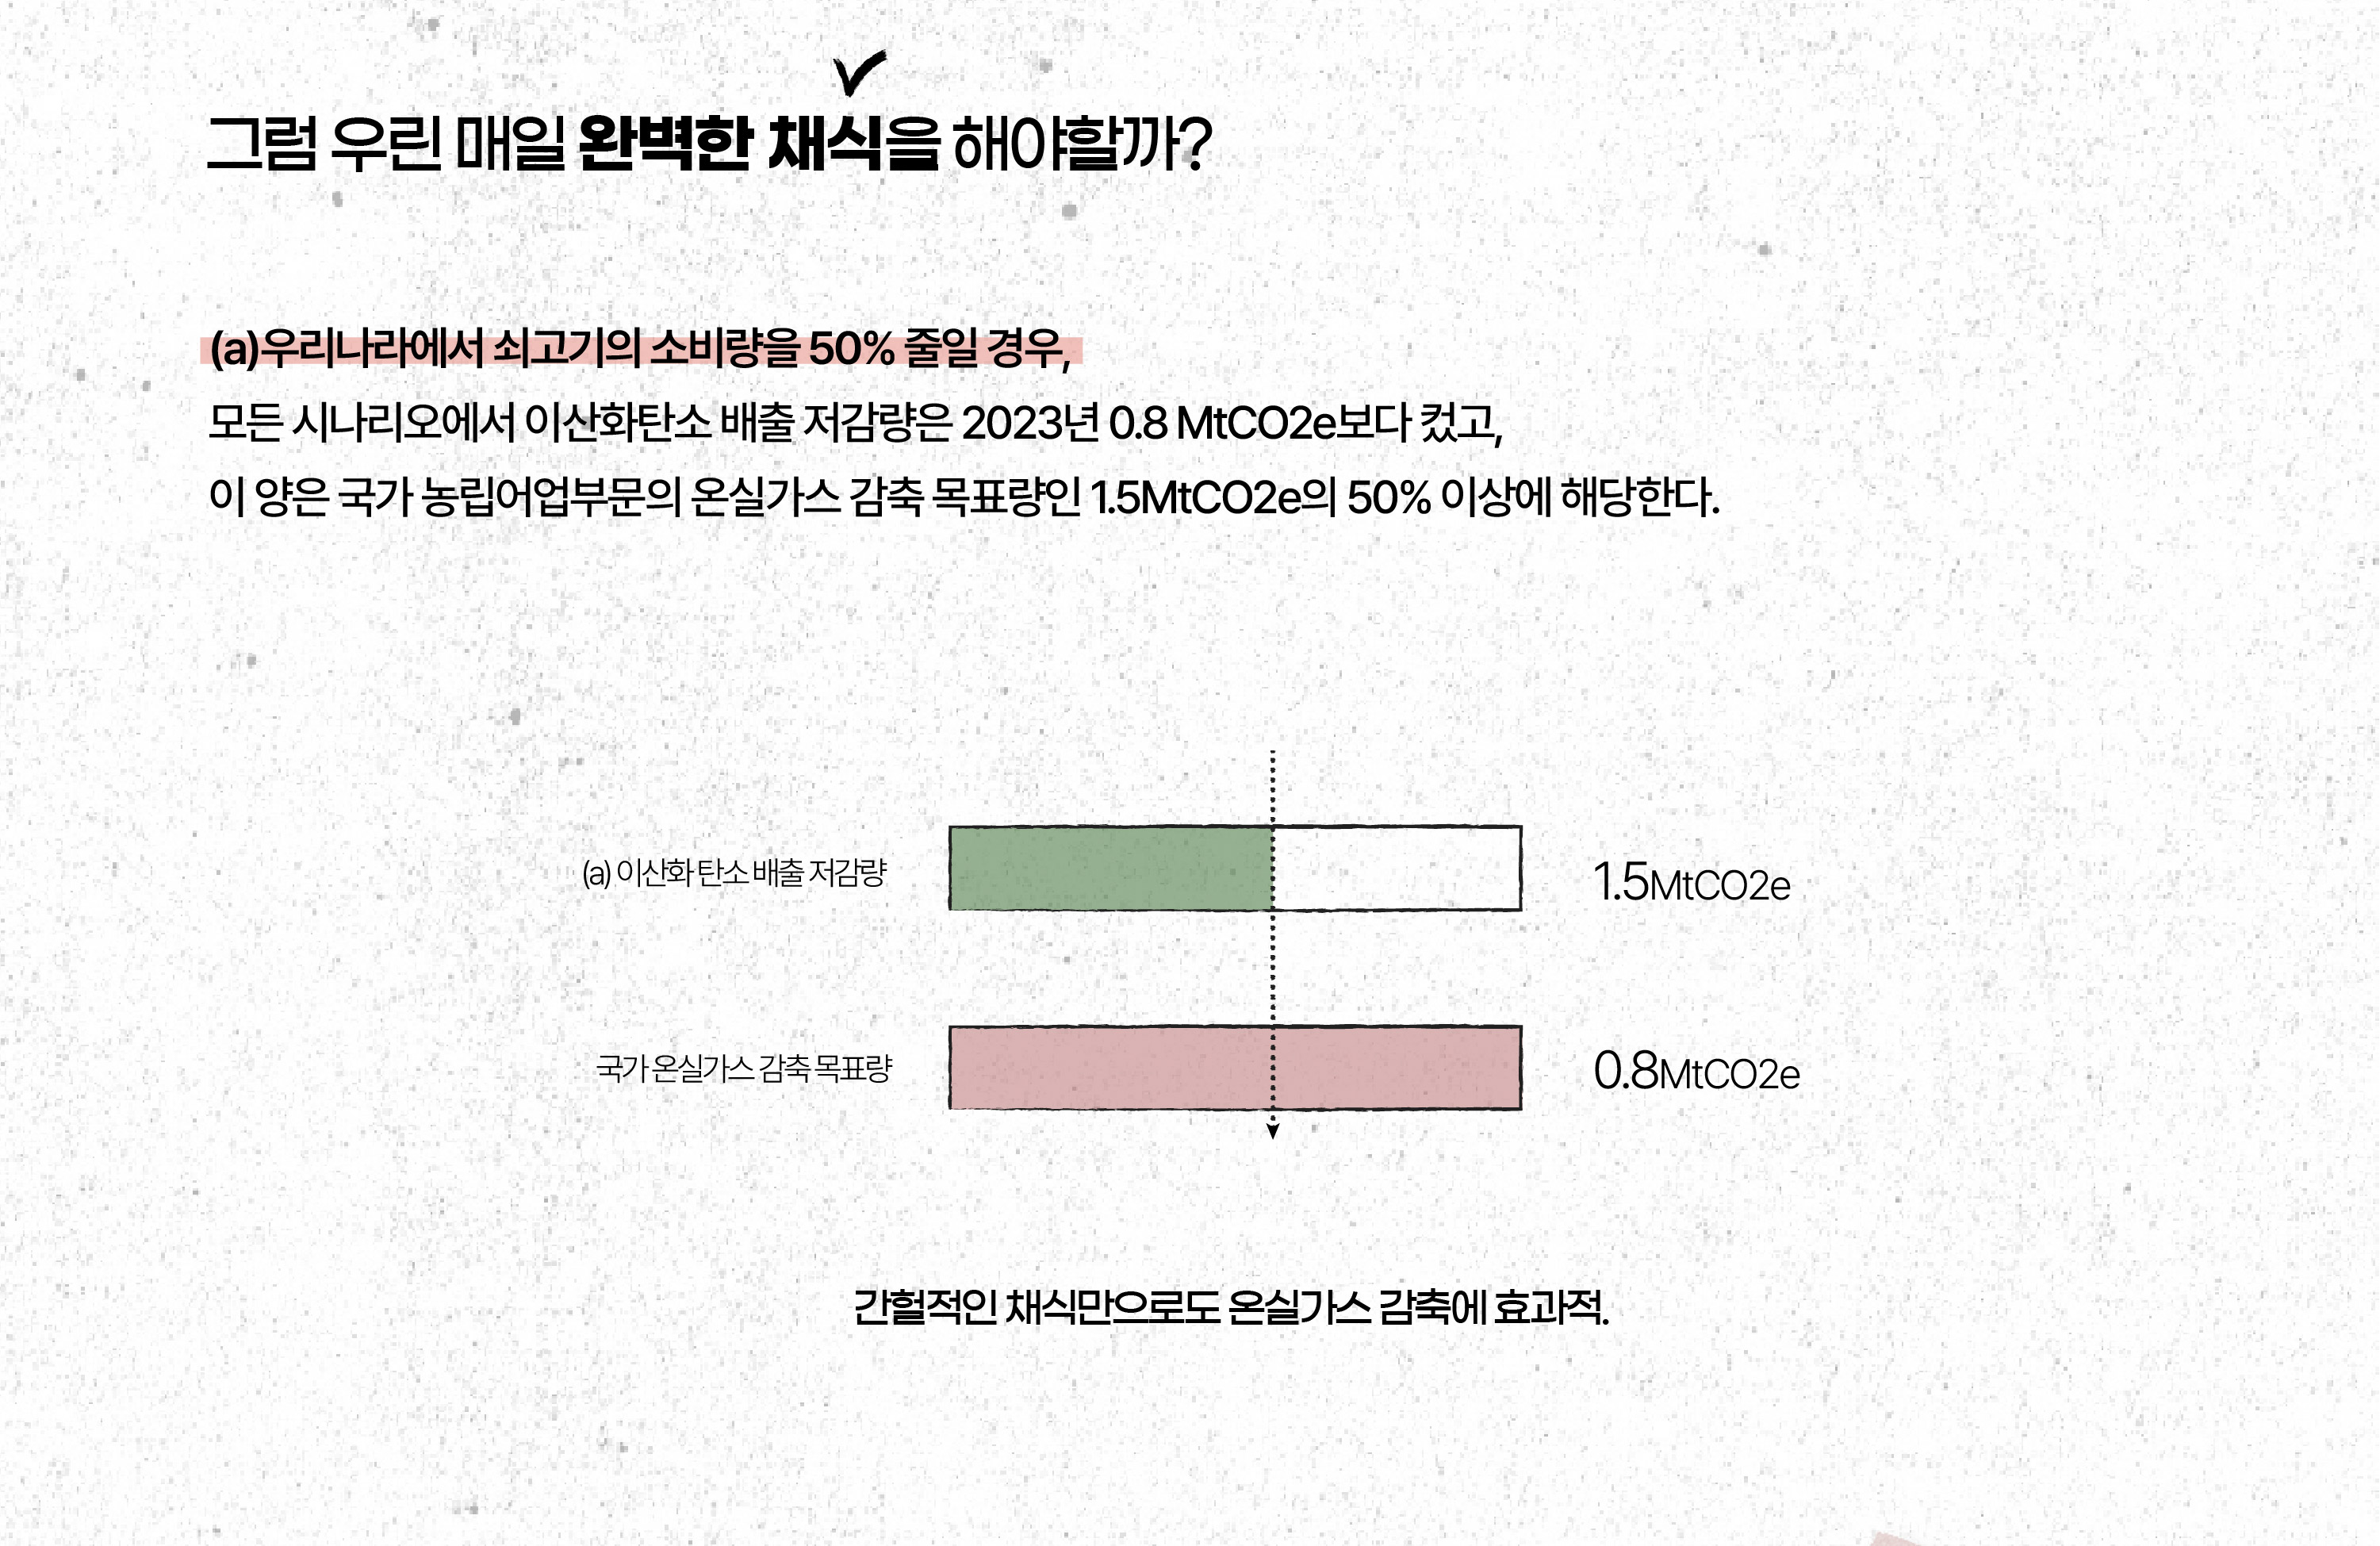 그럼 우린 매일 완벽한 채식을 해야할까?
(a)우리나라에서 쇠고기의 소비량을 50% 줄일 경우,
모든 시나리오에서 이산화탄소 배출 저감량은 2023년 0.8 MtCO2e보다 컸고,
이 양은 국가 농립어업부문의 온실가스 감축 목표량인 1.5MtCO2e의 50% 이상에 해당한다.
(a) 이산화 탄소 배출 저감량
1.5MtCO2e
국가 온실가스 감축 목표량
0.8MtCO2e
간헐적인 채식만으로도 온실가스 감축에 효과적.